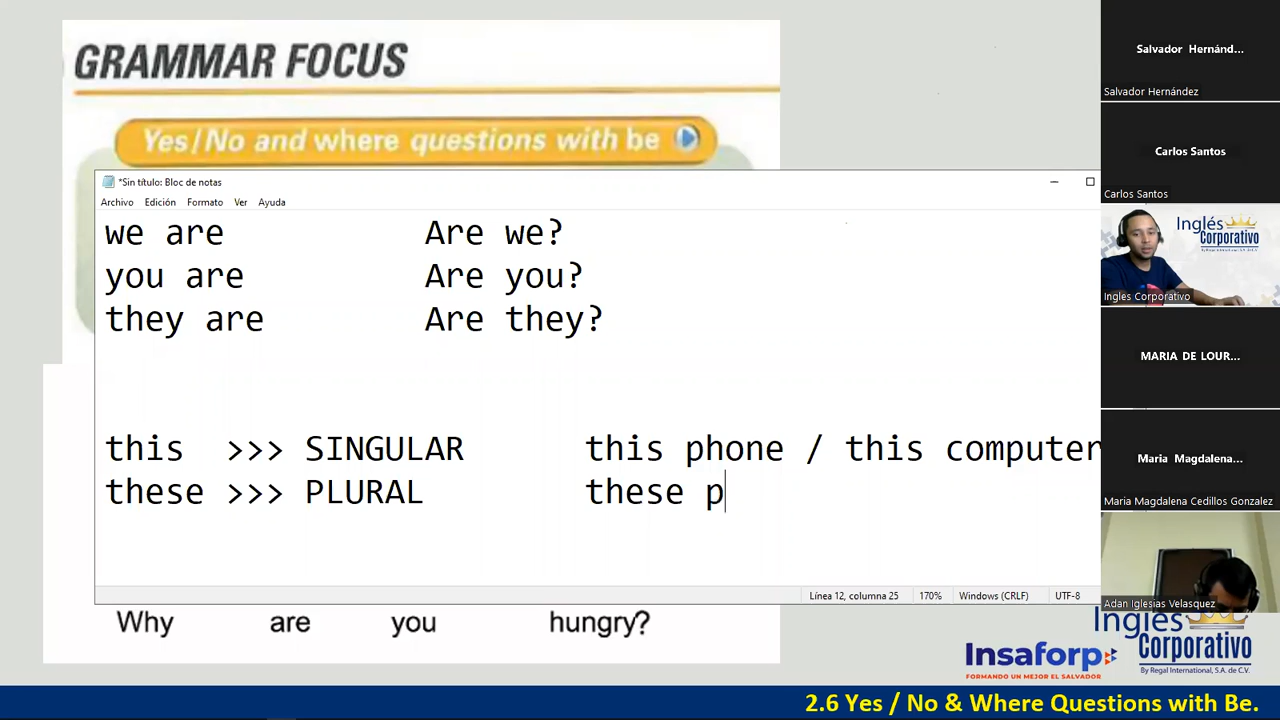 GRAMMAR FOCUS
Yes/No and where questions with be
*Sin título: Bloc de notas
Archivo Edición Formato Ver Ayuda
we are Are we?
you are Are you?
they are Are they?
this >>> SINGULAR this phone / this computer
these >>> PLURAL these p
Línea 12, columna 25 170% Windows (CRLF) UTF-8
Why are you hungry?
Salvador Hernánd...
Salvador Hernández
Carlos Santos
Carlos Santos
Inglés
Corporativo
Ingles Corporativo
MARIA DE LOUR...
Maria Magdalena...
Maria Magdalena Cedillos Gonzalez
Adan Iglesias Velasquez
Inglés
Corporativo
By Regal International, S.A. de C.V.
Insaforp
FORMANDO UN MEJOR EL SALVADOR
2.6 Yes / No & Where Questions with Be.